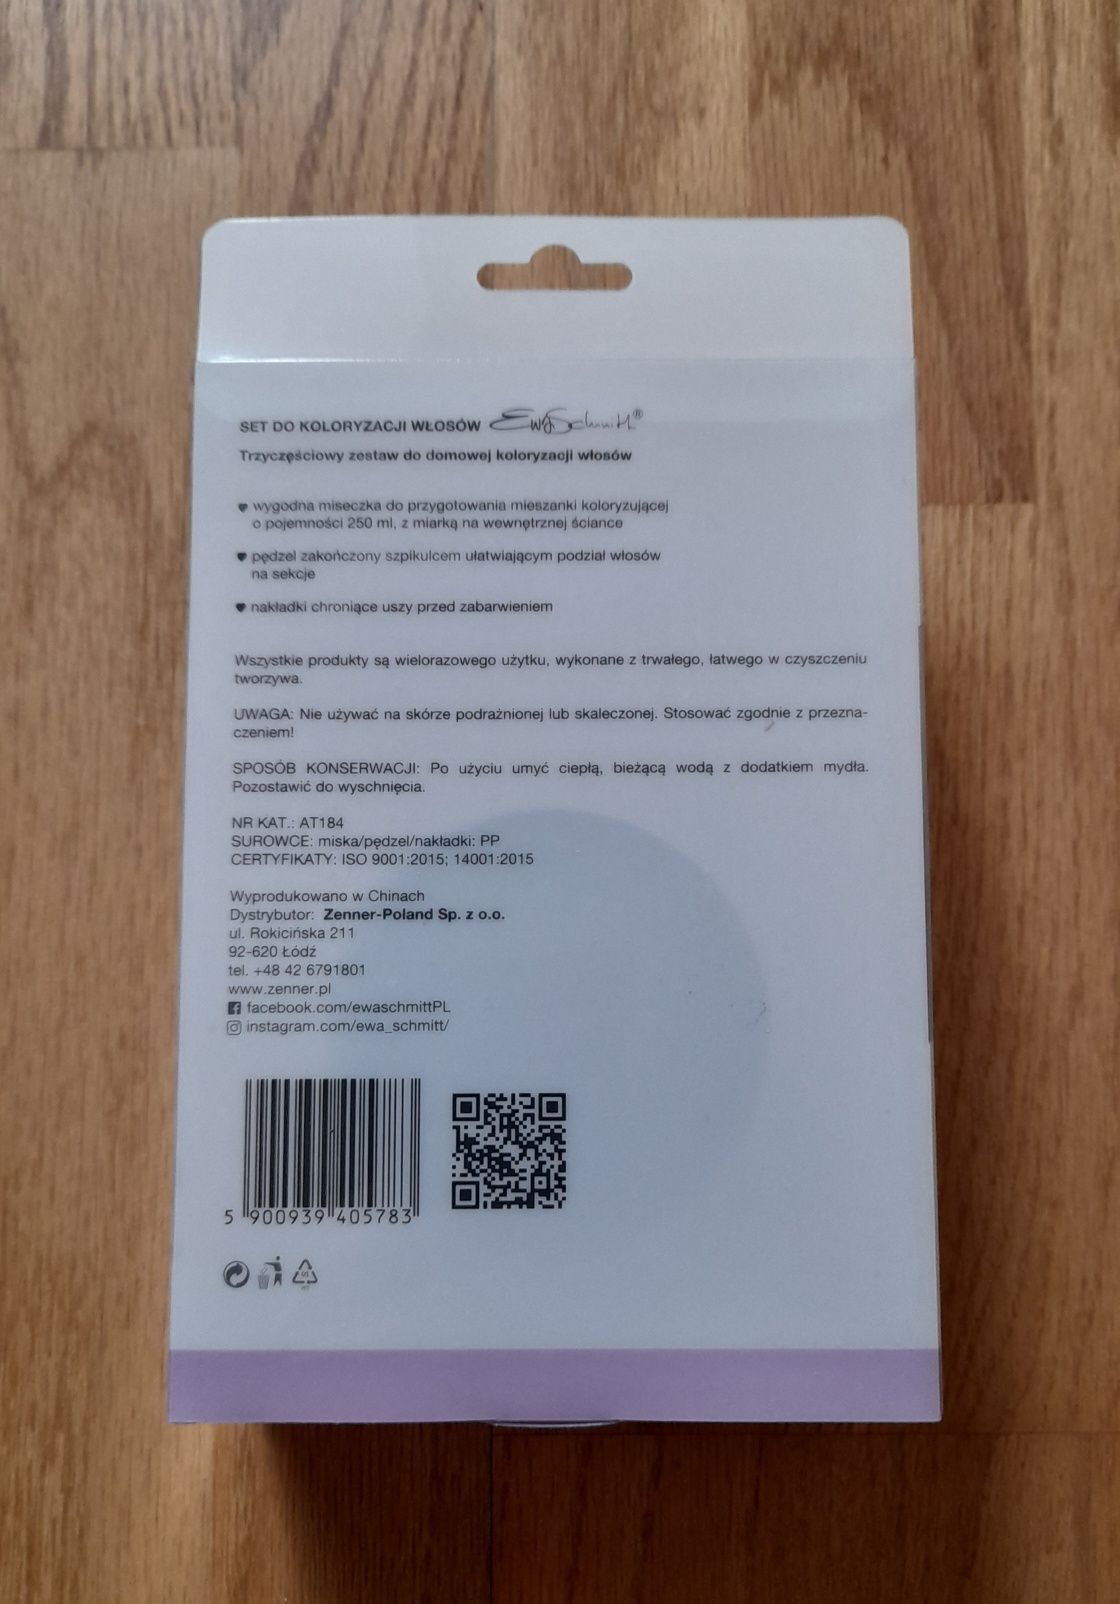 SET DO KOLORYZACJI WŁOSÓW Ewa Schmitt®
Trzyczęściowy zestaw do domowej koloryzacji włosów
wygodna miseczka do przygotowania mieszanki koloryzującej
o pojemności 250 ml, z miarką na wewnętrznej ściance
pędzel zakończony szpikulcem ułatwiającym podział włosów
na sekcje
nakładki chroniące uszy przed zabarwieniem
Wszystkie produkty są wielorazowego użytku, wykonane z trwałego, łatwego w czyszczeniu
tworzywa.
UWAGA: Nie używać na skórze podrażnionej lub skaleczonej. Stosować zgodnie z przezna-
czeniem!
SPOSÓB KONSERWACJI: Po użyciu umyć ciepłą, bieżącą wodą z dodatkiem mydła.
Pozostawić do wyschnięcia.
NR KAT.: AT184
SUROWCE: miska/pędzel/nakładki: PP
CERTYFIKATY: ISO 9001:2015; 14001:2015
Wyprodukowano w Chinach
Dystrybutor: Zenner-Poland Sp. z o.o.
ul. Rokicińska 211
92-620 Łódź
tel. +48 42 6791801
www.zenner.pl
facebook.com/ewaschmittPL
instagram.com/ewa_schmitt/
5 900939 405783